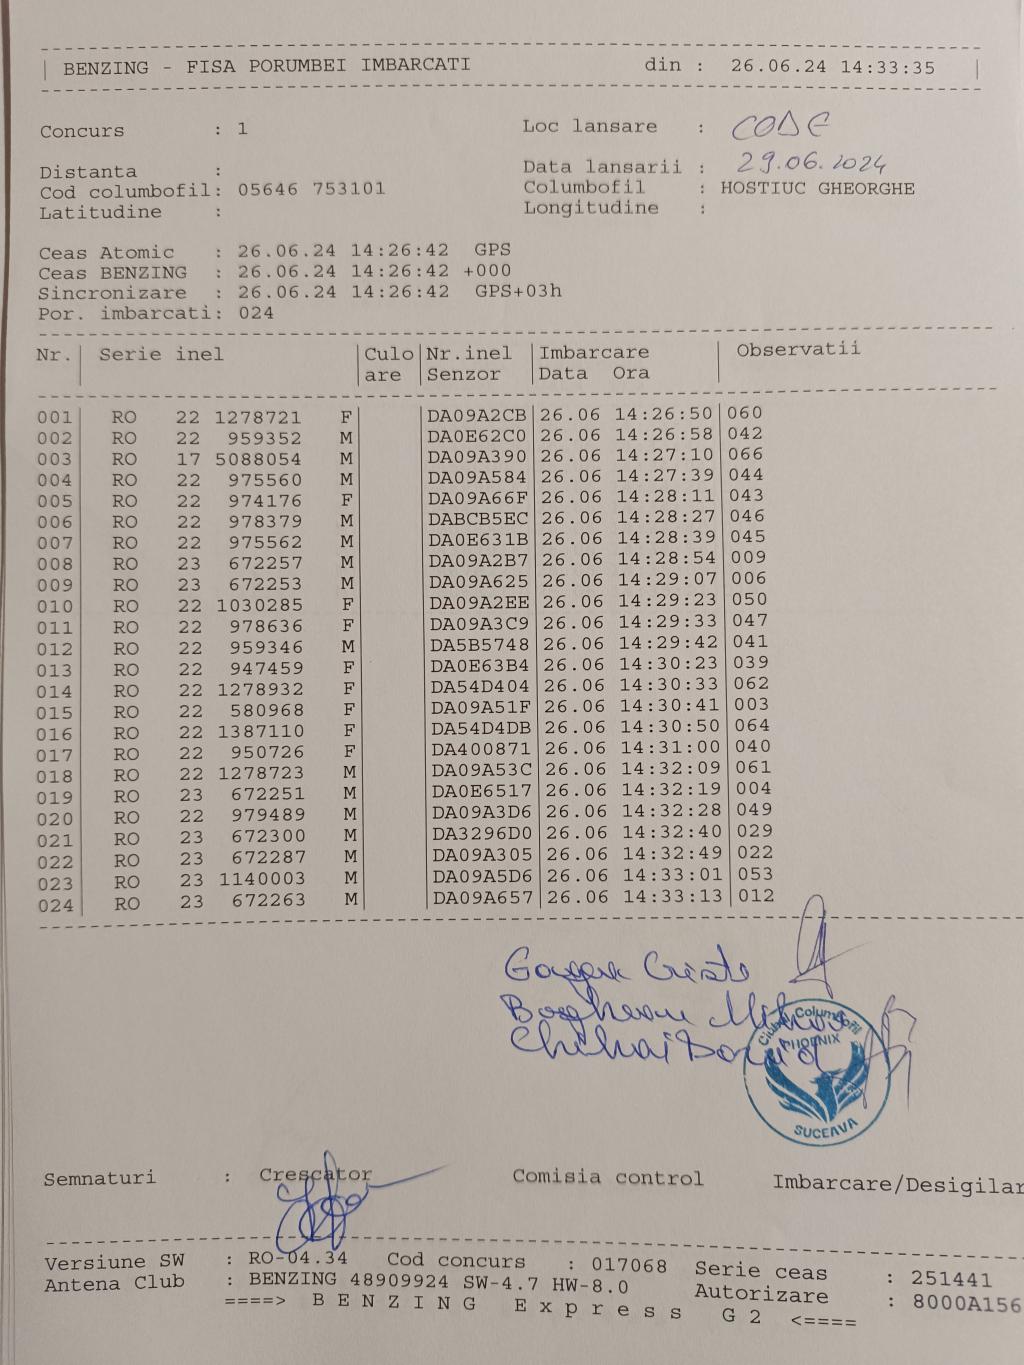 BENZING - FISA PORUMBEI IMBARCATI din : 26.06.24 14:33:35
Concurs : 1 Loc lansare : CODE
Distanta : Data lansarii : 29.06.2024
Cod columbofil: 05646 753101 Columbofil : HOSTIUC GHEORGHE
Latitudine : Longitudine :
Ceas Atomic : 26.06.24 14:26:42 GPS
Ceas BENZING : 26.06.24 14:26:42 +000
Sincronizare : 26.06.24 14:26:42 GPS+03h
Por. imbarcati: 024
Nr. Serie inel Culo Nr.inel Imbarcare Observatii
are Senzor Data Ora
001 RO 22 1278721 F DA09A2CB 26.06 14:26:50 060
002 RO 22 959352 M DA0E62C0 26.06 14:26:58 042
003 RO 17 5088054 M DA09A390 26.06 14:27:10 066
004 RO 22 975560 M DA09A584 26.06 14:27:39 044
005 RO 22 974176 F DA09A66F 26.06 14:28:11 043
006 RO 22 978379 M DABCB5EC 26.06 14:28:27 046
007 RO 22 975562 M DA0E631B 26.06 14:28:39 045
008 RO 23 672257 M DA09A2B7 26.06 14:28:54 009
009 RO 23 672253 M DA09A625 26.06 14:29:07 006
010 RO 22 1030285 F DA09A2EE 26.06 14:29:23 050
011 RO 22 978636 F DA09A3C9 26.06 14:29:33 047
012 RO 22 959346 M DA5B5748 26.06 14:29:42 041
013 RO 22 947459 F DA0E63B4 26.06 14:30:23 039
014 RO 22 1278932 F DA54D404 26.06 14:30:33 062
015 RO 22 580968 F DA09A51F 26.06 14:30:41 003
016 RO 22 1387110 F DA54D4DB 26.06 14:30:50 064
017 RO 22 950726 F DA400871 26.06 14:31:00 040
018 RO 22 1278723 M DA09A53C 26.06 14:32:09 061
019 RO 23 672251 M DA0E6517 26.06 14:32:19 004
020 RO 22 979489 M DA09A3D6 26.06 14:32:28 049
021 RO 23 672300 M DA3296D0 26.06 14:32:40 029
022 RO 23 672287 M DA09A305 26.06 14:32:49 022
023 RO 23 1140003 M DA09A5D6 26.06 14:33:01 053
024 RO 23 672263 M DA09A657 26.06 14:33:13 012
Chihai
Clubul Columbofil
PHOENIX
SUCEAVA
Semnaturi : Crescator Comisia control Imbarcare/Desigilar
Versiune SW : RO-04.34 Cod concurs : 017068 Serie ceas : 251441
Antena Club : BENZING 48909924 SW-4.7 HW-8.0 Autorizare : 8000A156
====> B E N Z I N G E x p r e s s G 2 <====